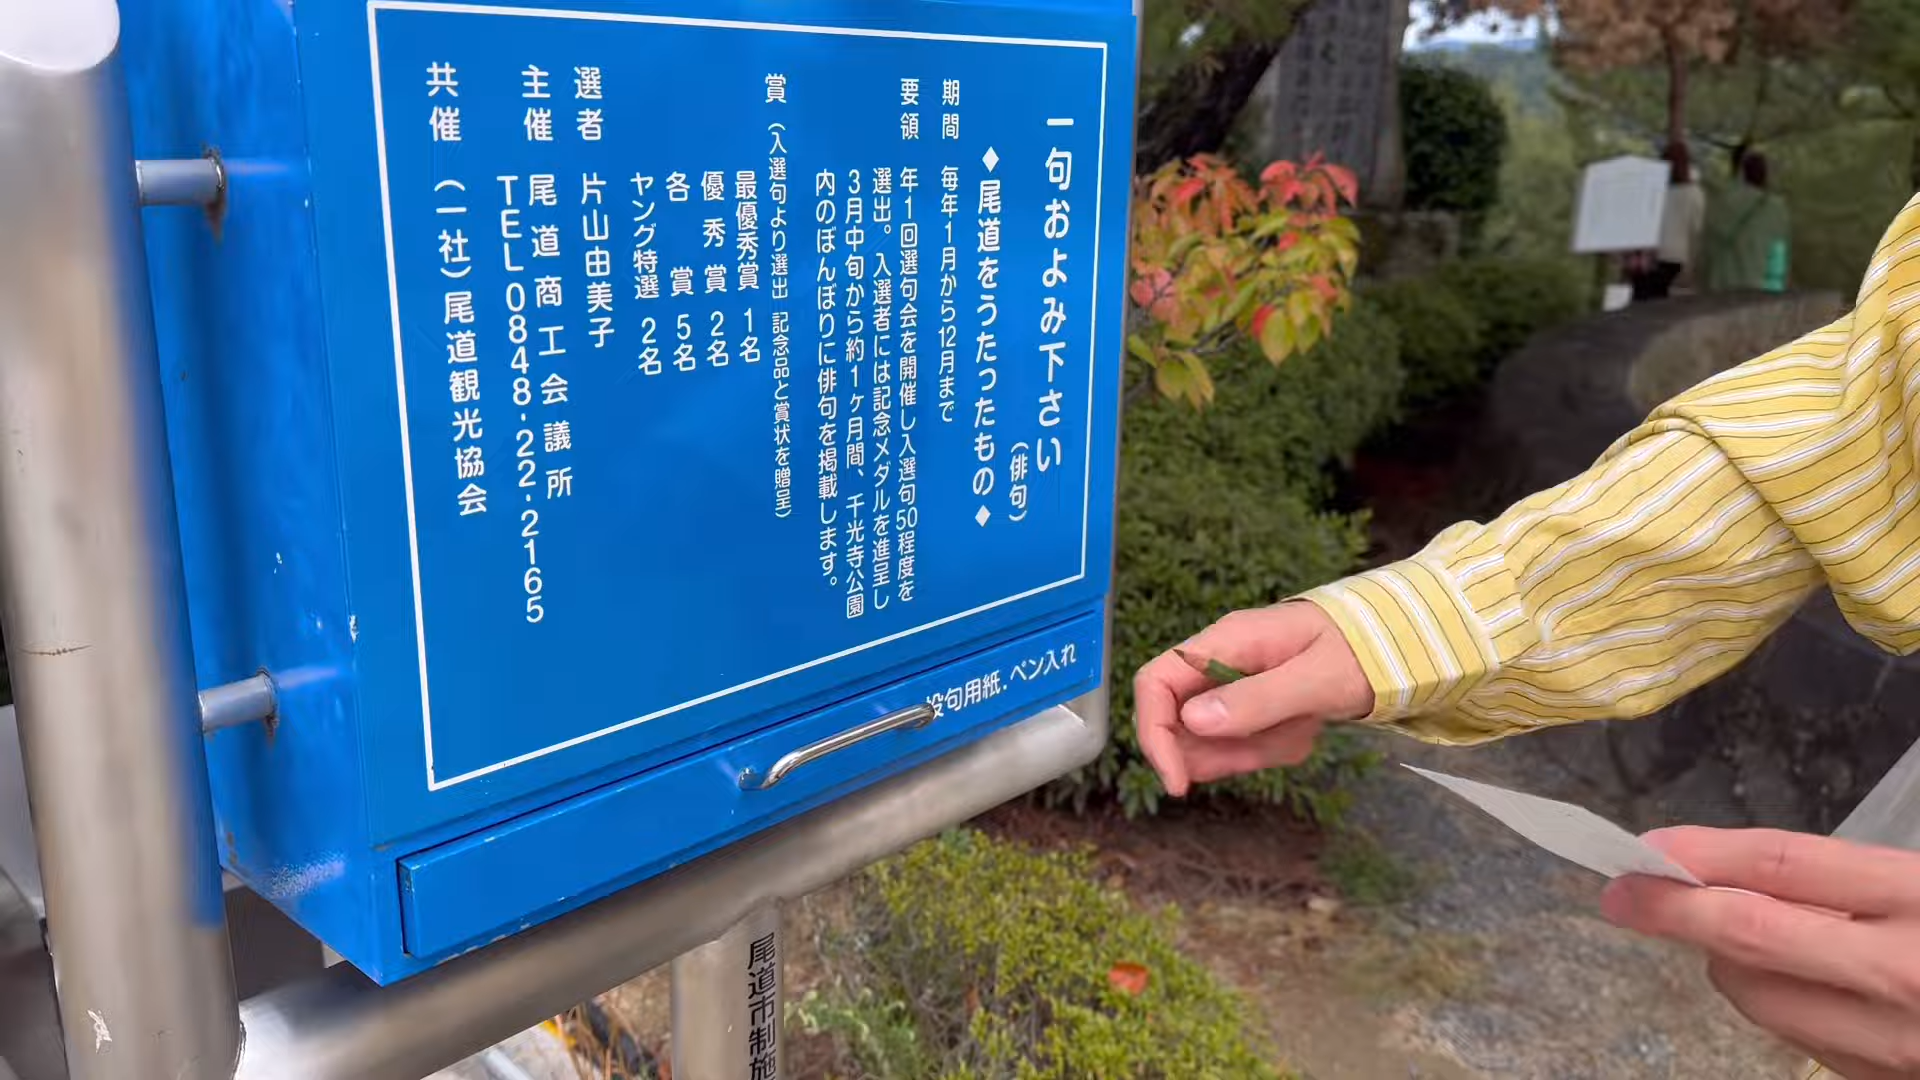 一句およみ下さい
(俳句)
◆尾道をうたったもの◆
期間 毎年1月から12月まで
要領 年1回選句会を開催し入選句50程度を
選出。入選者には記念メダルを進呈し
3月中旬から約1ヶ月間、千光寺公園
内のぼんぼりに俳句を掲載します。
賞(入選句より選出 記念品と賞状を贈呈)
最優秀賞 1名
優秀賞 2名
各賞 5名
ヤング特選 2名
選者 片山由美子
主催 尾道商工会議所
TEL0848-22-2165
共催 (一社)尾道観光協会
投句用紙.ペン入れ
尾道市制施